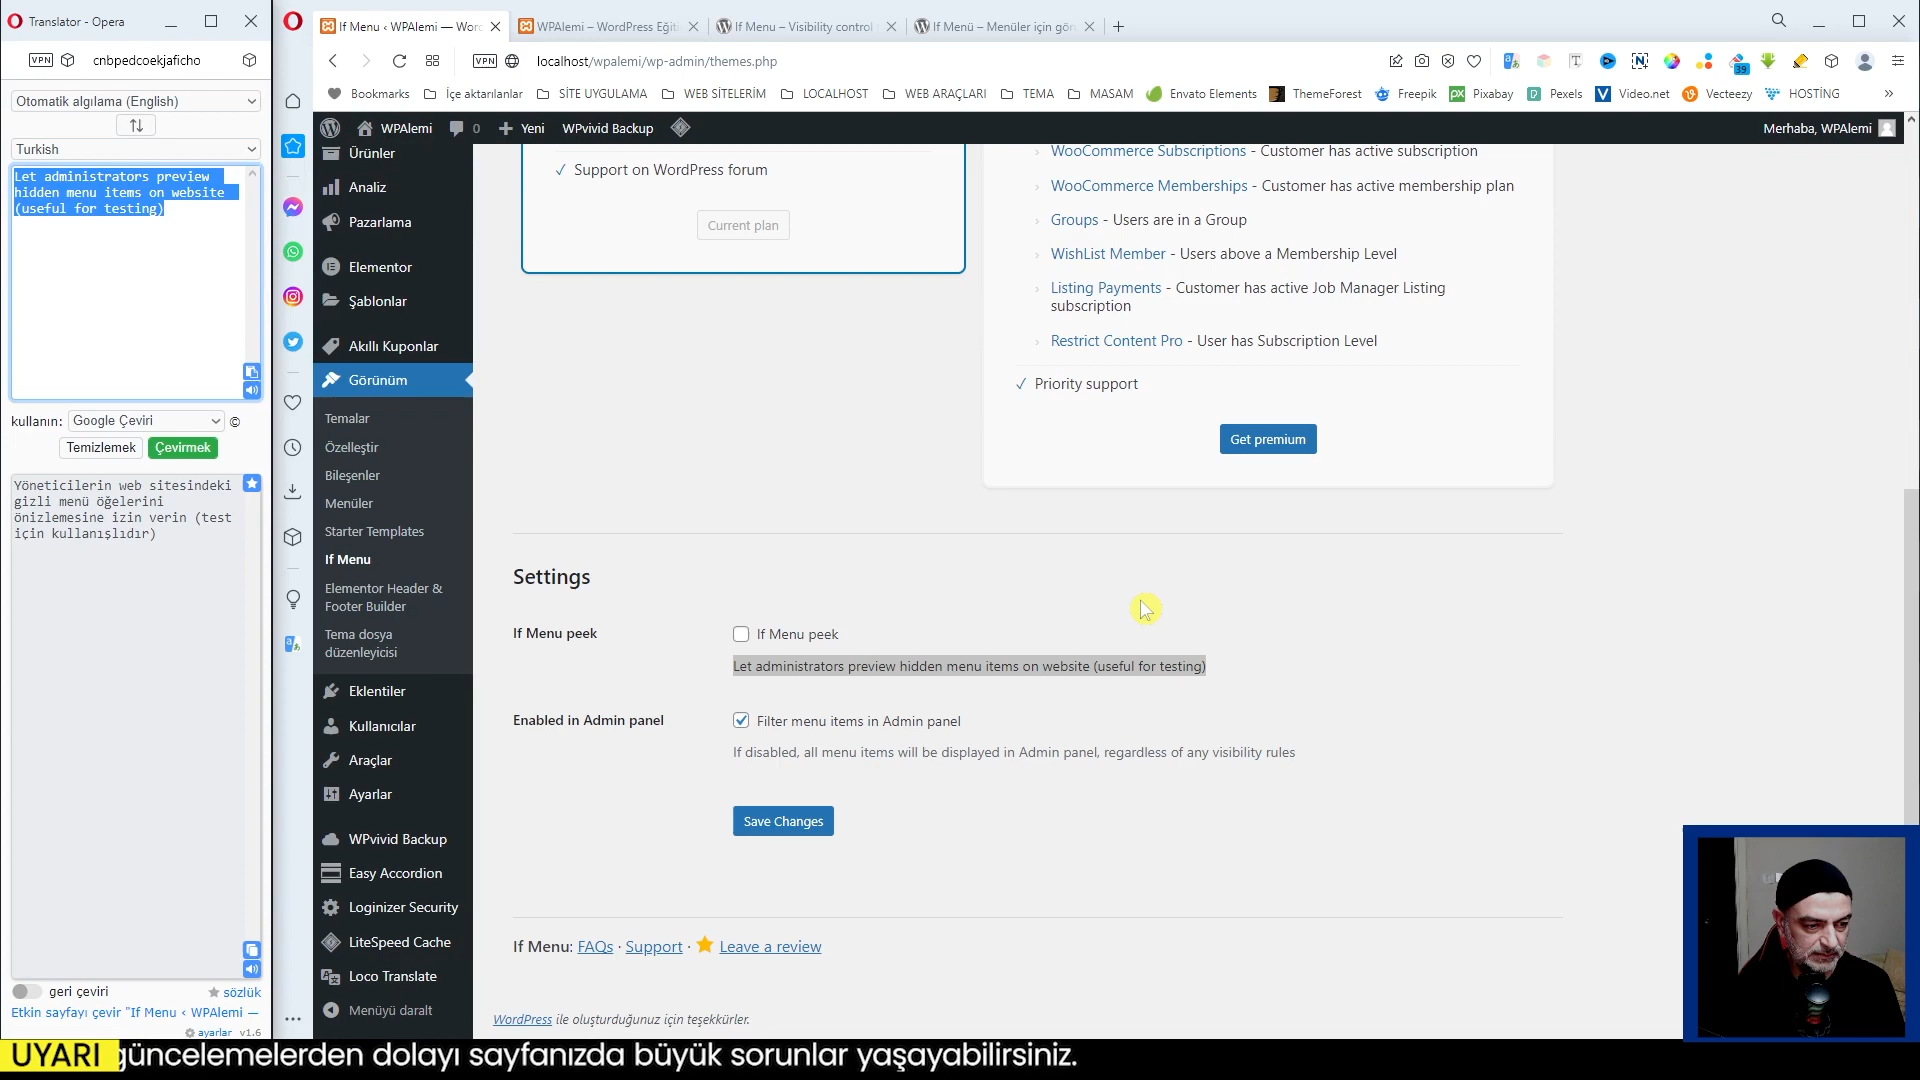 Translator - Opera
VPN
cnbpedcoekjaficho
Otomatik algılama (English)
Turkish
Let administrators preview
hidden menu items on website
(useful for testing)
kullanın:
Google Çeviri
©
Temizlemek
Çevirmek
Yöneticilerin web sitesindeki
gizli menü öğelerini
önizlemesine izin verin (test
için kullanışlıdır)
geri çeviri
sözlük
Etkin sayfayı çevir "If Menu ‹ WPAlemi —
ayarlar v1.6
If Menu ‹ WPAlemi — Worc
WPAlemi – WordPress Eğiti
If Menu – Visibility control
If Menü – Menüler için gör
VPN
localhost/wpalemi/wp-admin/themes.php
39
Bookmarks
İçe aktarılanlar
SİTE UYGULAMA
WEB SİTELERİM
LOCALHOST
WEB ARAÇLARI
TEMA
MASAM
Envato Elements
ThemeForest
Freepik
Pixabay
Pexels
Video.net
Vecteezy
HOSTİNG
WPAlemi
0
Yeni
WPvivid Backup
Merhaba, WPAlemi
Ürünler
Analiz
Pazarlama
Elementor
Şablonlar
Akıllı Kuponlar
Görünüm
Temalar
Özelleştir
Bileşenler
Menüler
Starter Templates
If Menu
Elementor Header &
Footer Builder
Tema dosya
düzenleyicisi
Eklentiler
Kullanıcılar
Araçlar
Ayarlar
WPvivid Backup
Easy Accordion
Loginizer Security
LiteSpeed Cache
Loco Translate
Menüyü daralt
✓ Support on WordPress forum
Current plan
WooCommerce Subscriptions - Customer has active subscription
WooCommerce Memberships - Customer has active membership plan
Groups - Users are in a Group
WishList Member - Users above a Membership Level
Listing Payments - Customer has active Job Manager Listing
subscription
Restrict Content Pro - User has Subscription Level
✓ Priority support
Get premium
Settings
If Menu peek
If Menu peek
Let administrators preview hidden menu items on website (useful for testing)
Enabled in Admin panel
Filter menu items in Admin panel
If disabled, all menu items will be displayed in Admin panel, regardless of any visibility rules
Save Changes
If Menu: FAQs · Support · Leave a review
WordPress ile oluşturduğunuz için teşekkürler.
UYARI
güncelemelerden dolayı sayfanızda büyük sorunlar yaşayabilirsiniz.